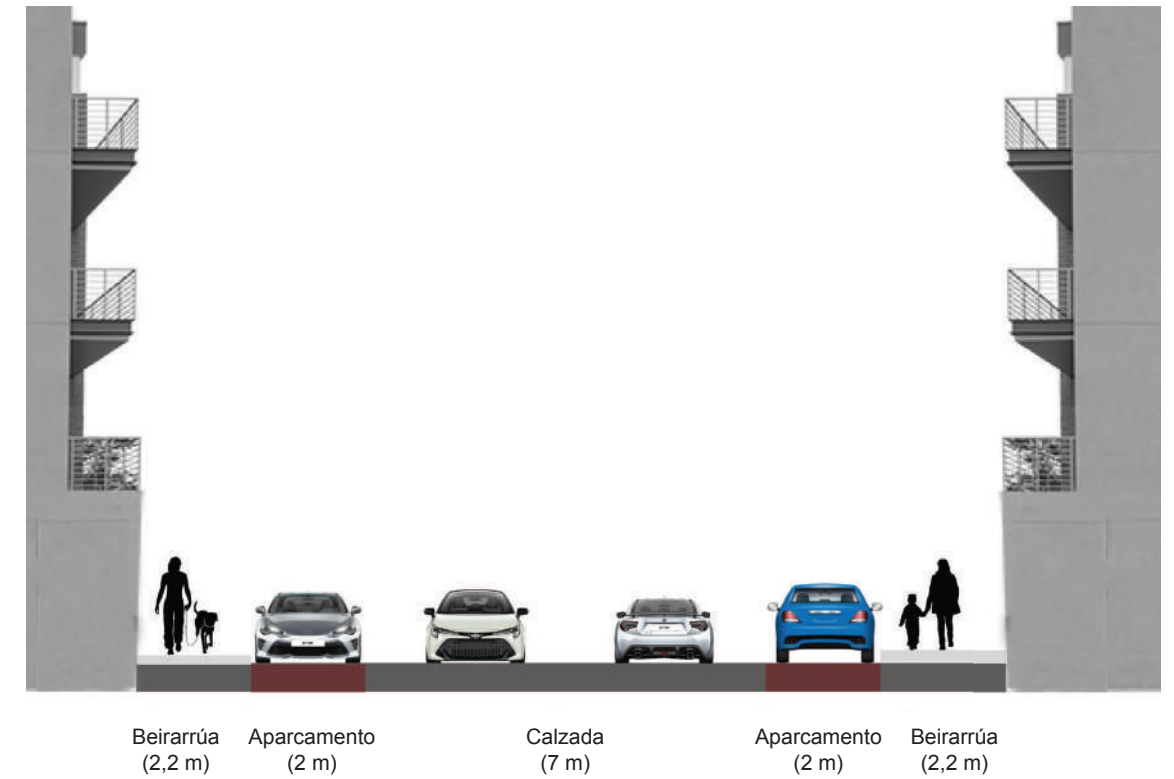 Beirarrúa
(2,2 m)
Aparcamento
(2 m)
Calzada
(7 m)
Aparcamento
(2 m)
Beirarrúa
(2,2 m)